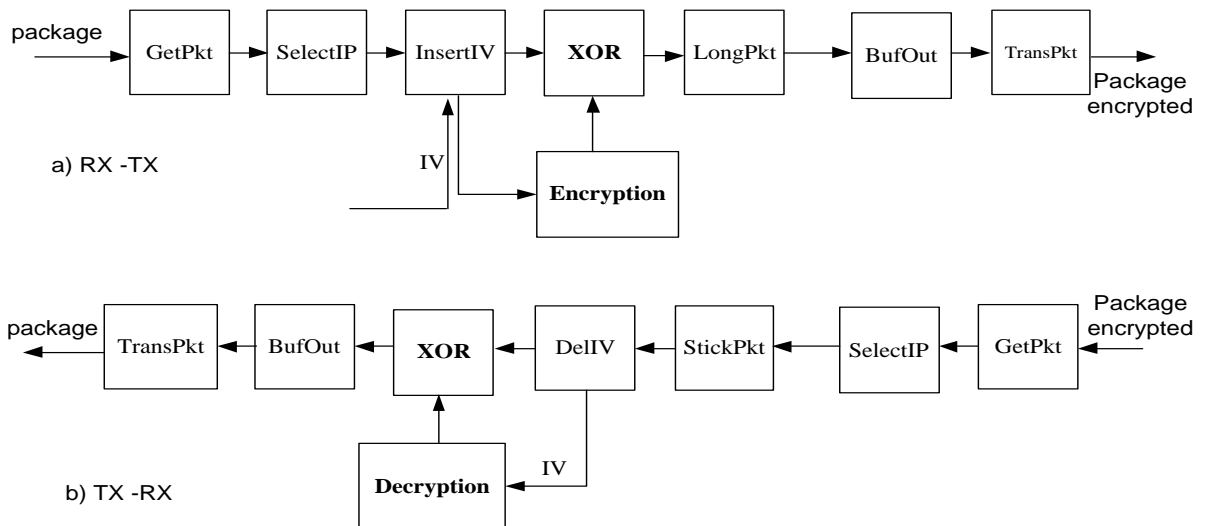 package
GetPkt
SelectIP
InsertIV
XOR
LongPkt
BufOut
TransPkt
Package
encrypted
IV
a) RX -TX
Encryption
package
TransPkt
BufOut
XOR
DelIV
StickPkt
SelectIP
GetPkt
Package
encrypted
IV
Decryption
b) TX -RX